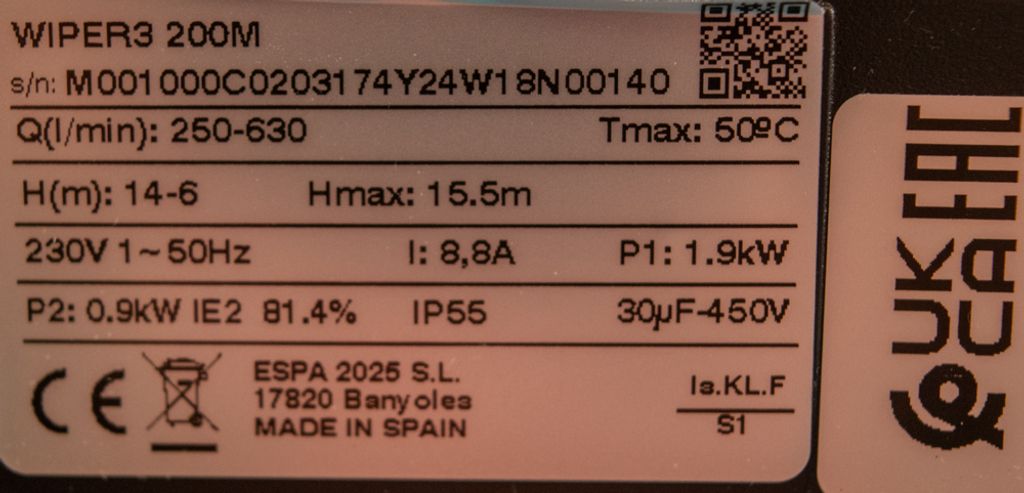 WIPER3 200M
s/n: M001000C0203174Y24W18N00140
Q(l/min): 250-630 Tmax: 50ºC
H(m): 14-6 Hmax: 15.5m
230V 1~50Hz I: 8,8A P1: 1.9kW
P2: 0.9kW IE2 81.4% IP55 30µF-450V
CE
ESPA 2025 S.L.
17820 Banyoles
MADE IN SPAIN
Is.KL.F
S1
EAC
UK
CA